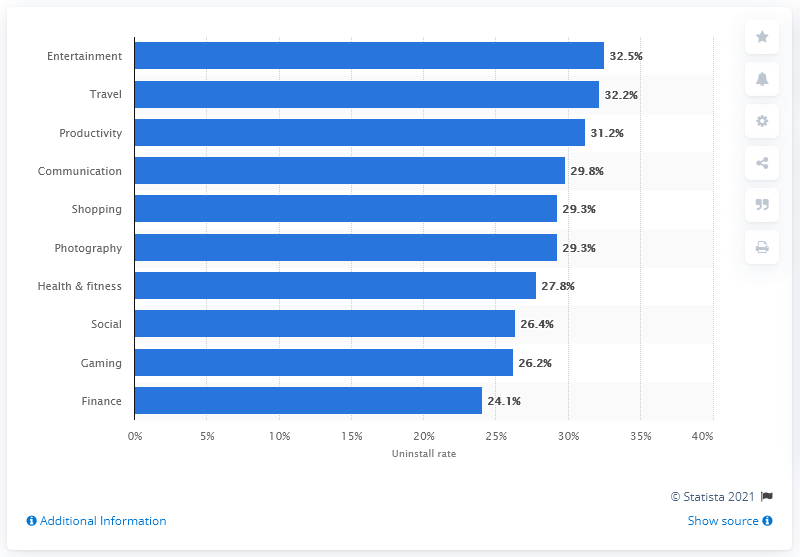 Entertainment 32.5%
Travel 32.2%
Productivity 31.2%
Communication 29.8%
Shopping 29.3%
Photography 29.3%
Health & fitness 27.8%
Social 26.4%
Gaming 26.2%
Finance 24.1%
0% 5% 10% 15% 20% 25% 30% 35% 40%
Uninstall rate
© Statista 2021
Additional Information Show source